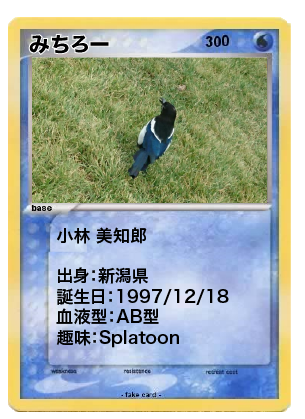 みちろー 300
base
小林 美知郎
出身:新潟県
誕生日:1997/12/18
血液型:AB型
趣味:Splatoon
weakness resistance retreat cost
- fake card -